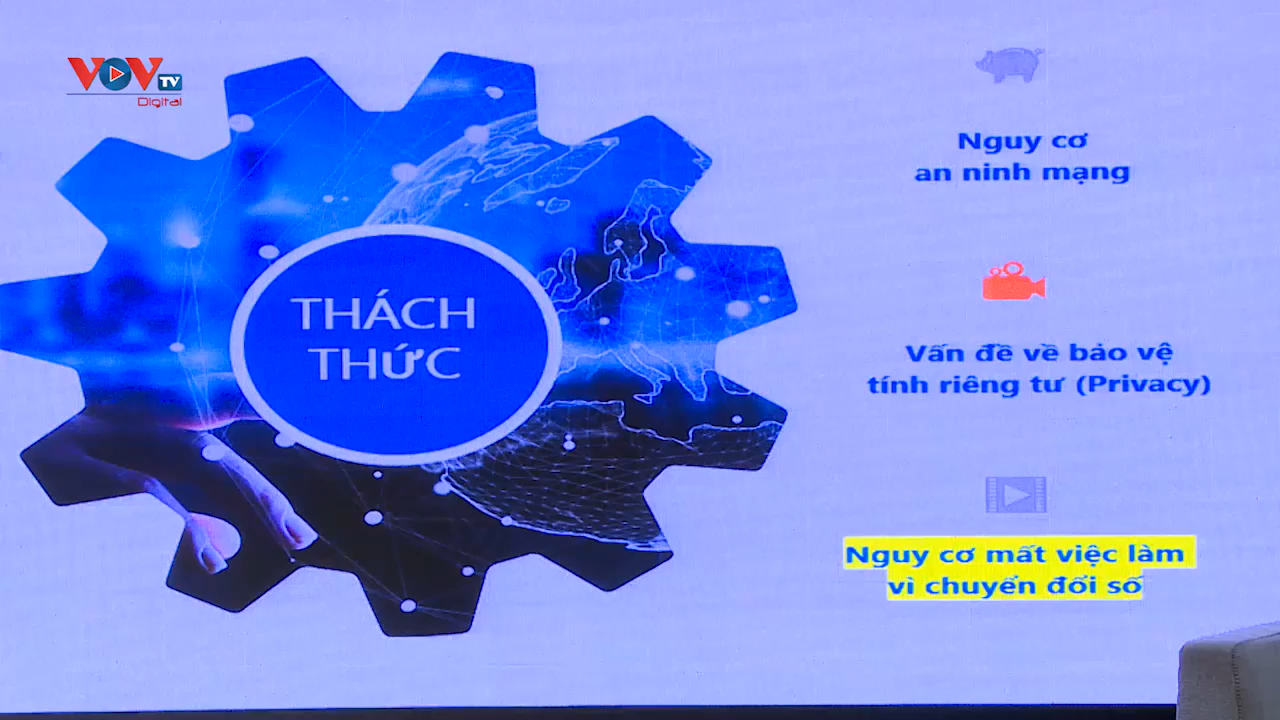 VOV TV
Digital
THÁCH
THỨC
Nguy cơ
an ninh mạng
Vấn đề về bảo vệ
tính riêng tư (Privacy)
Nguy cơ mất việc làm
vì chuyển đổi số